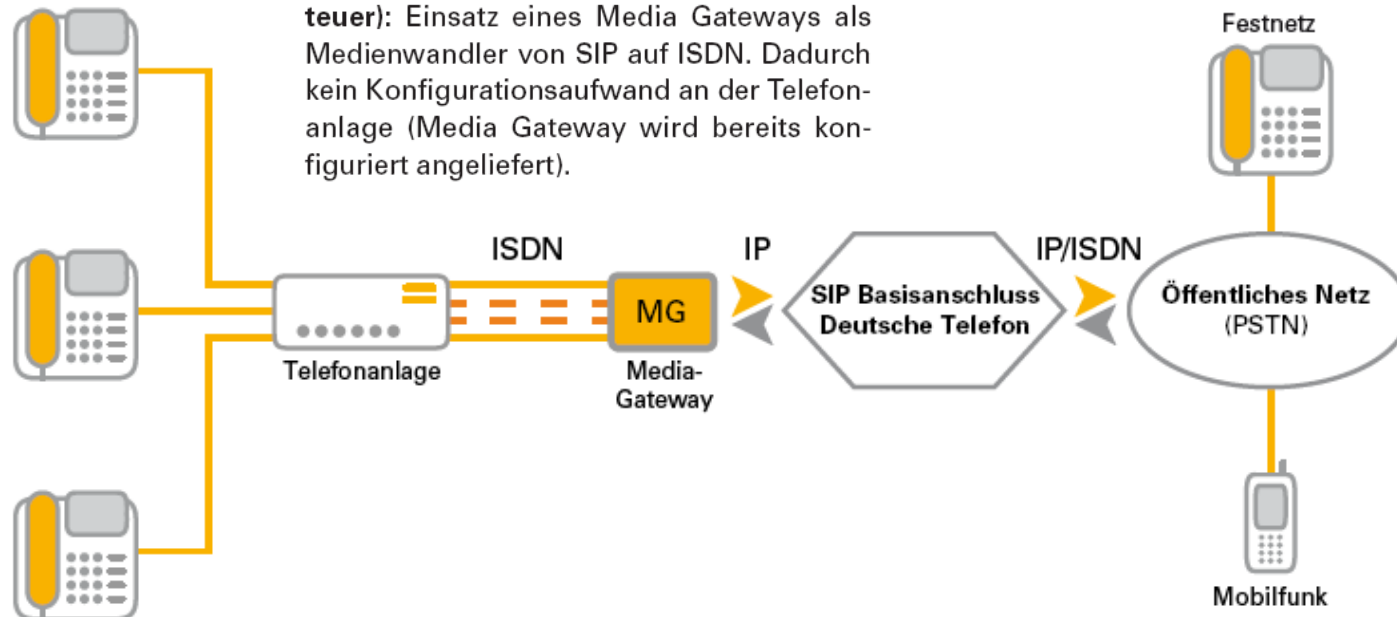 teuer): Einsatz eines Media Gateways als
Medienwandler von SIP auf ISDN. Dadurch
kein Konfigurationsaufwand an der Telefon-
anlage (Media Gateway wird bereits kon-
figuriert angeliefert).
Festnetz
ISDN
IP
IP/ISDN
MG
SIP Basisanschluss
Deutsche Telefon
Öffentliches Netz
(PSTN)
Telefonanlage
Media-
Gateway
Mobilfunk